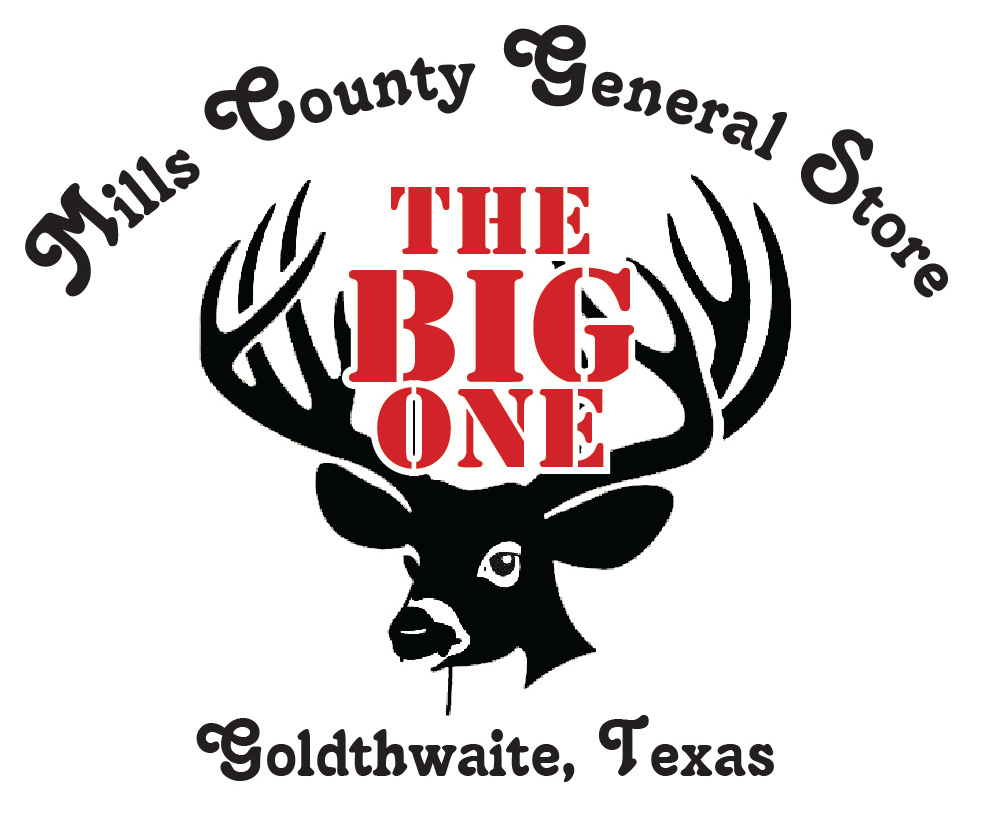 Mills County General Store
THE
BIG
ONE
Goldthwaite, Texas